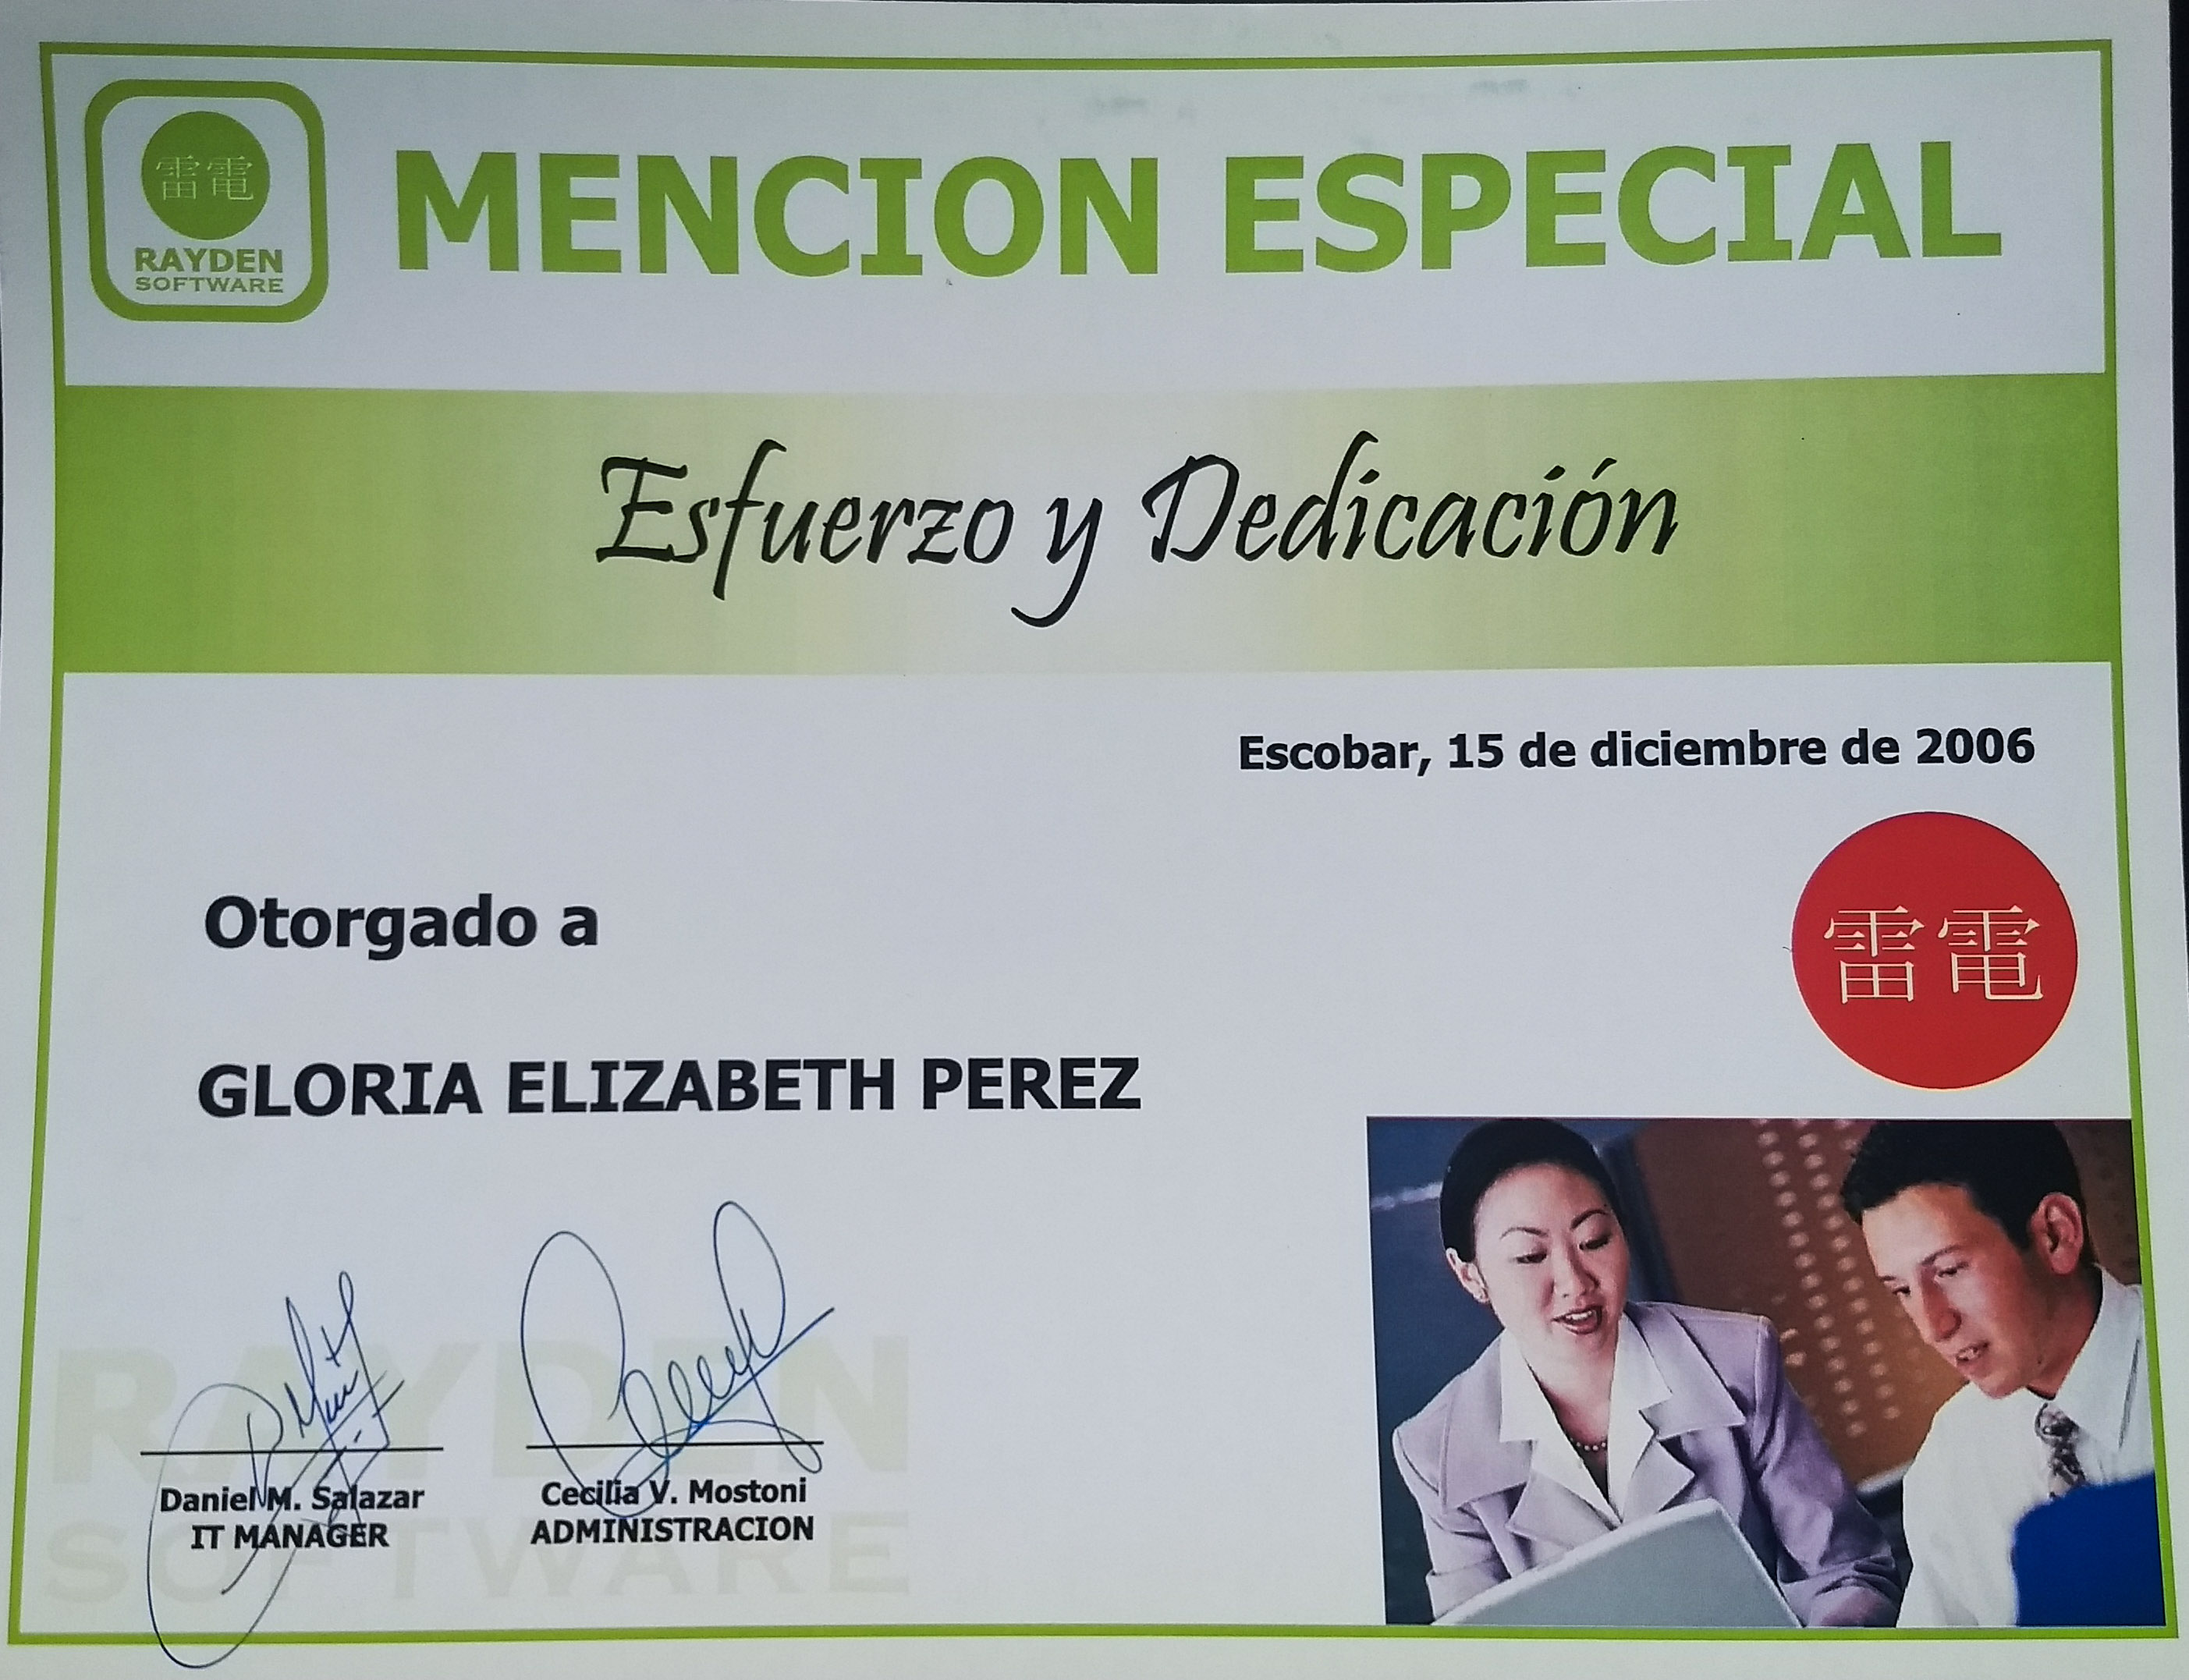 雷電
RAYDEN
SOFTWARE
MENCION ESPECIAL
Esfuerzo y Dedicación
Escobar, 15 de diciembre de 2006
雷電
Otorgado a
GLORIA ELIZABETH PEREZ
RAYDEN
SOFTWARE
Daniel M. Salazar
IT MANAGER
Cecilia V. Mostoni
ADMINISTRACION